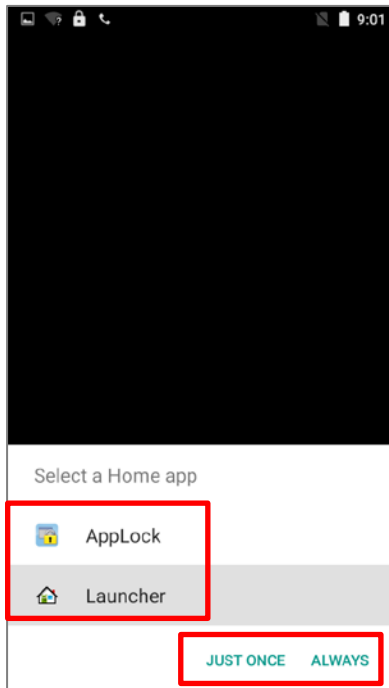 9:01
Select a Home app
AppLock
Launcher
JUST ONCE ALWAYS